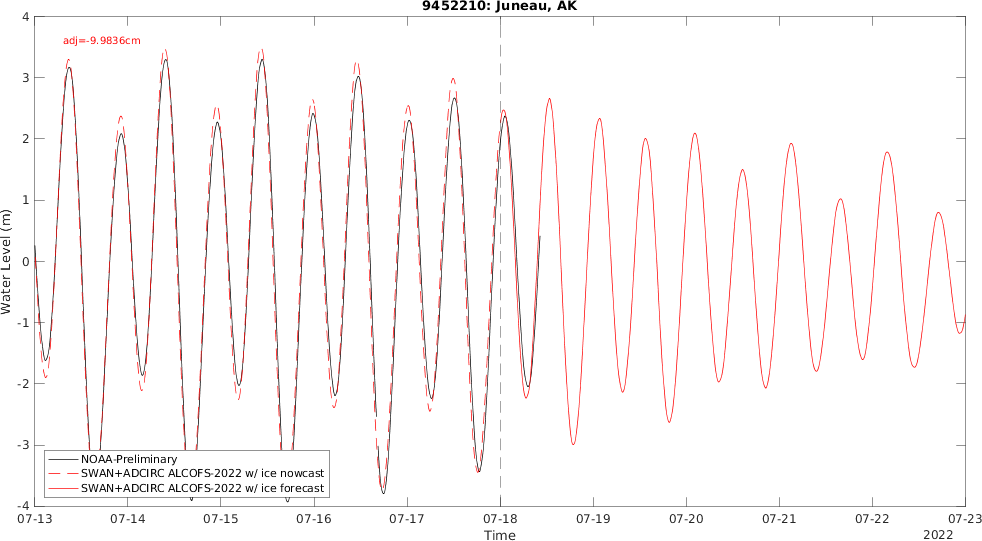 9452210: Juneau, AK
adj=-9.9836cm
Water Level (m)
4
3
2
1
0
-1
-2
-3
-4
NOAA-Preliminary
SWAN+ADCIRC ALCOFS-2022 w/ ice nowcast
SWAN+ADCIRC ALCOFS-2022 w/ ice forecast
07-13 07-14 07-15 07-16 07-17 07-18 07-19 07-20 07-21 07-22 07-23
Time
2022